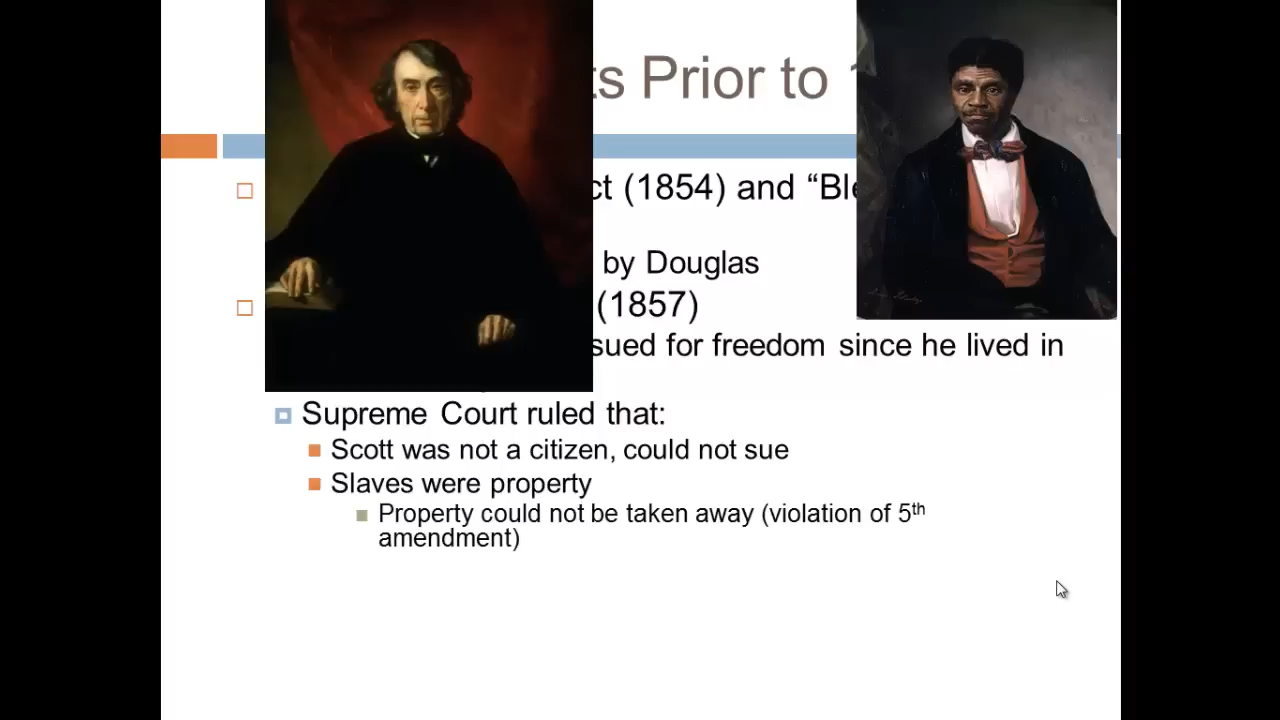 ts Prior to
ct (1854) and “Ble
by Douglas
(1857)
sued for freedom since he lived in
Supreme Court ruled that:
Scott was not a citizen, could not sue
Slaves were property
Property could not be taken away (violation of 5th
amendment)